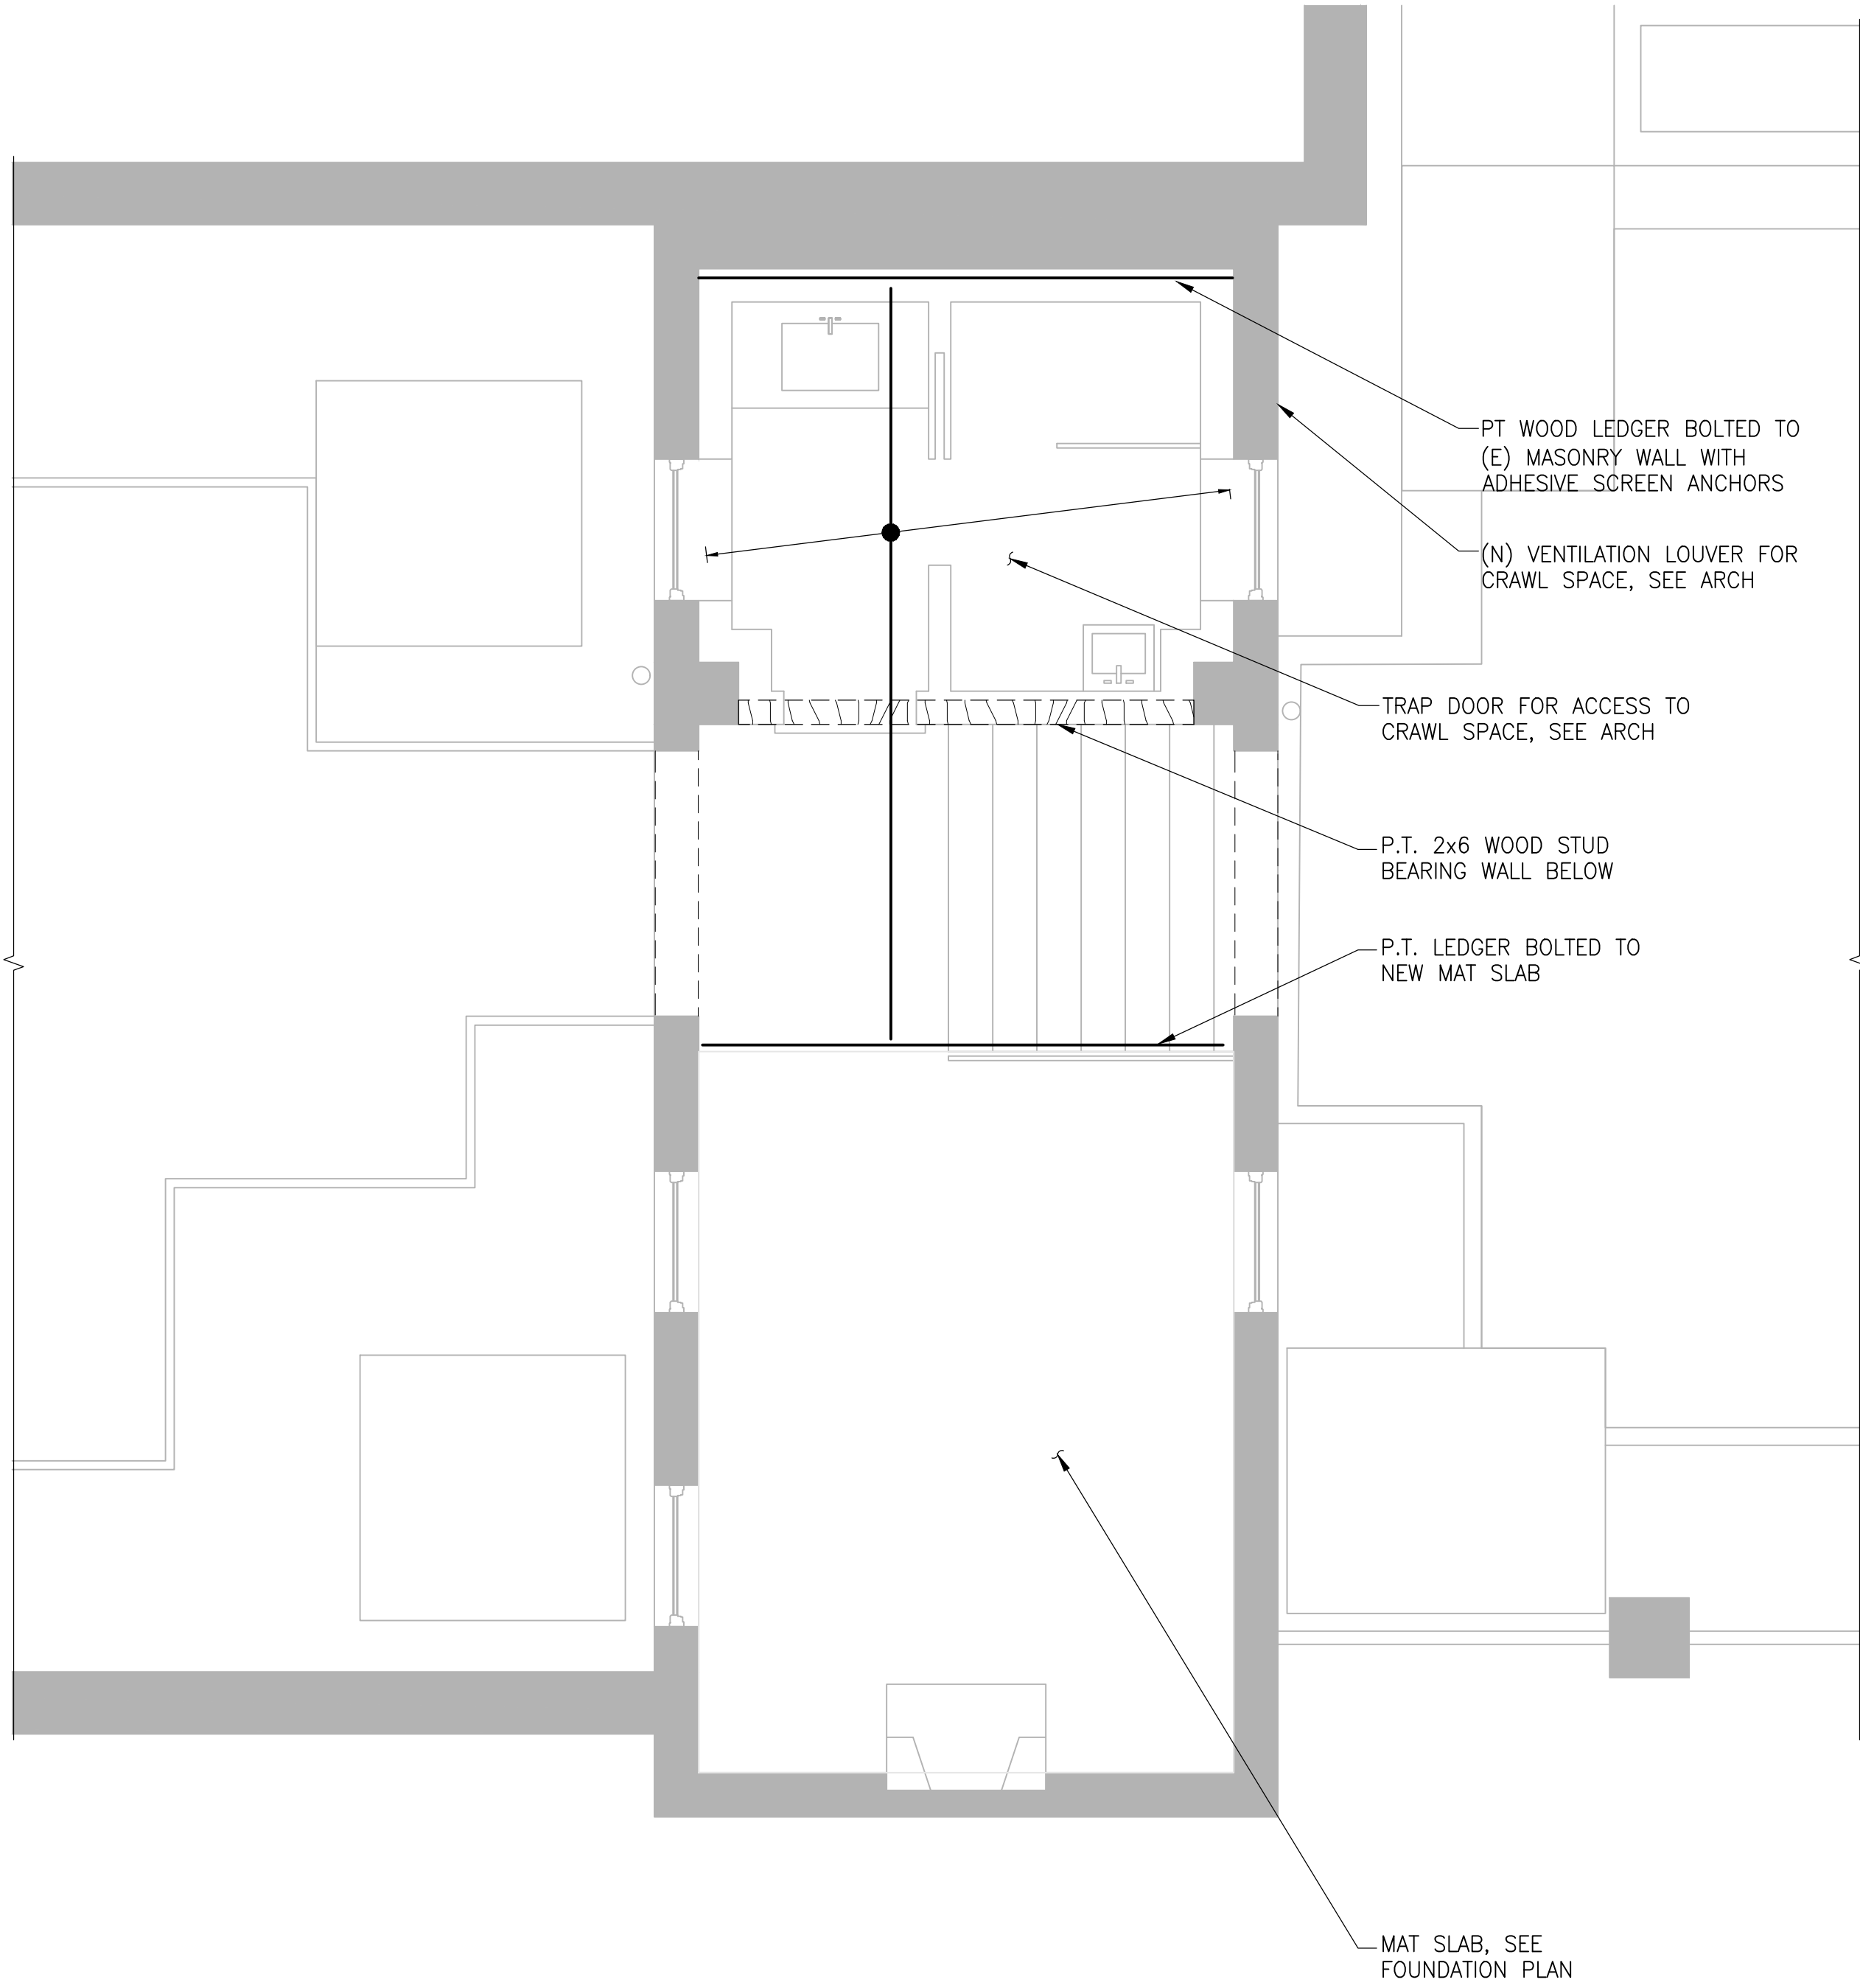 PT WOOD LEDGER BOLTED TO
(E) MASONRY WALL WITH
ADHESIVE SCREEN ANCHORS
(N) VENTILATION LOUVER FOR
CRAWL SPACE, SEE ARCH
TRAP DOOR FOR ACCESS TO
CRAWL SPACE, SEE ARCH
P.T. 2x6 WOOD STUD
BEARING WALL BELOW
P.T. LEDGER BOLTED TO
NEW MAT SLAB
MAT SLAB, SEE
FOUNDATION PLAN